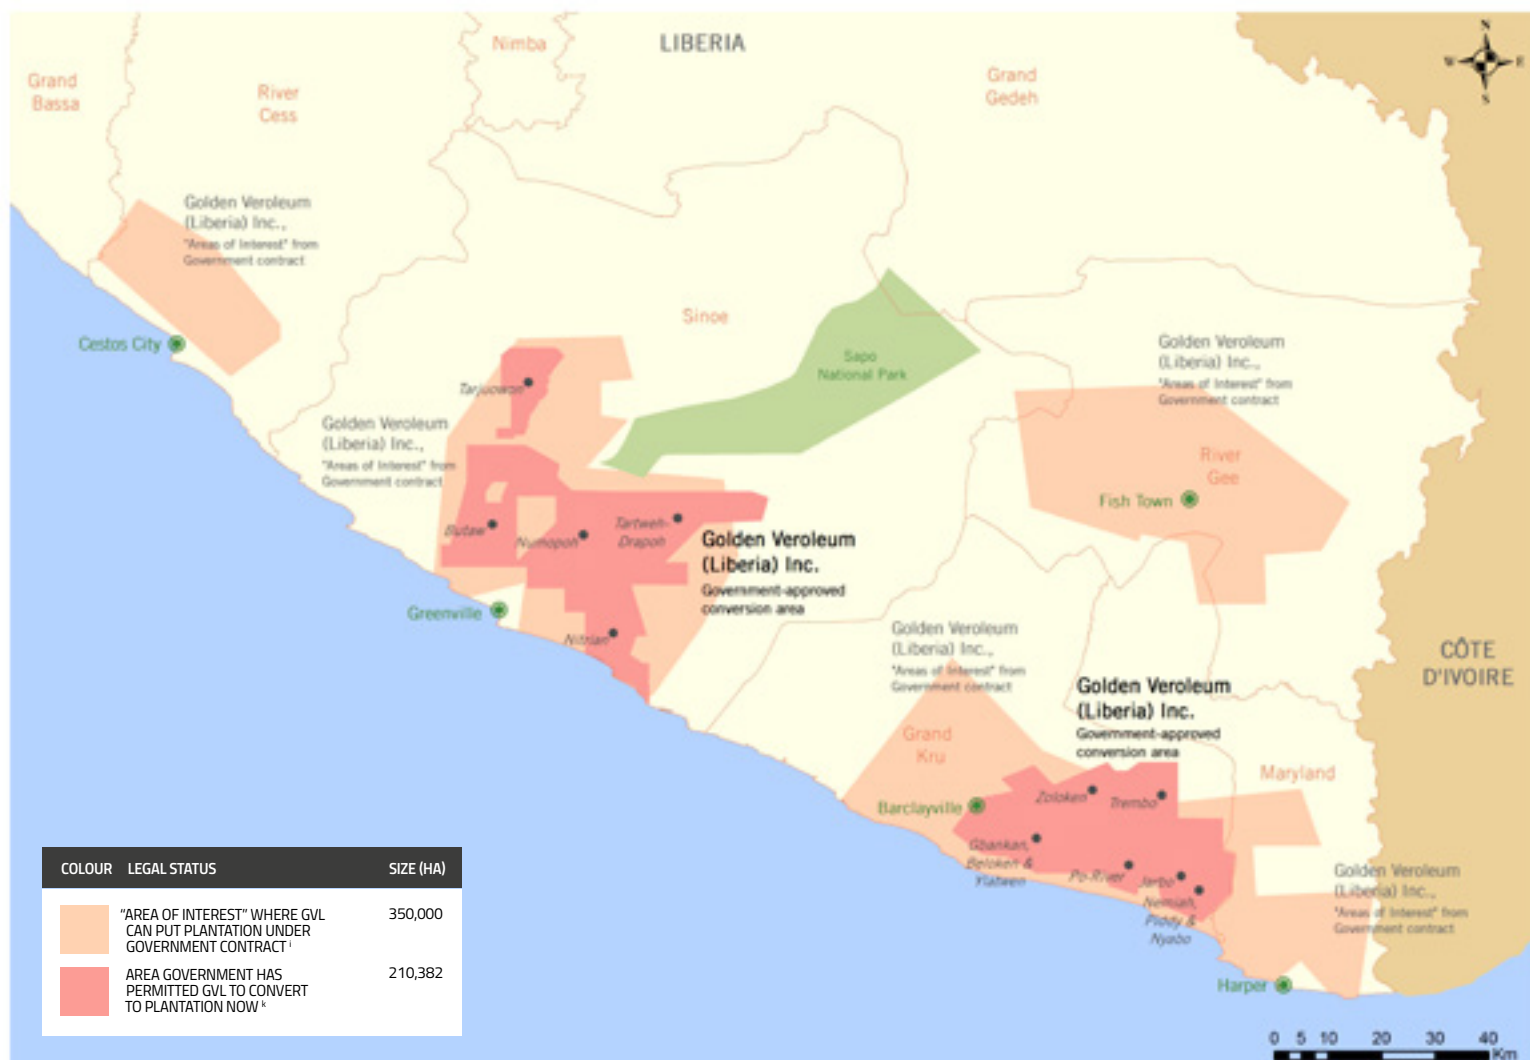 LIBERIA
Nimba
Grand
Bassa
River
Cess
Grand
Gedeh
N
W
E
S
Golden Veroleum
(Liberia) Inc.,
"Areas of Interest" from
Government contract
Cestos City
Sinoe
Sapo
National Park
Golden Veroleum
(Liberia) Inc.,
"Areas of Interest" from
Government contract
Tarjuowon
Golden Veroleum
(Liberia) Inc.,
"Areas of Interest" from
Government contract
River
Gee
Fish Town
Butaw
Numopoh
Tartweh-
Drapoh
Golden Veroleum
(Liberia) Inc.
Government-approved
conversion area
Greenville
Nitrian
Golden Veroleum
(Liberia) Inc.,
"Areas of Interest" from
Government contract
CÔTE
D'IVOIRE
Golden Veroleum
(Liberia) Inc.
Government-approved
conversion area
Grand
Kru
Maryland
Barclayville
Zoloken
Trembo
Gbankan,
Beloken &
Ylatwen
Po-River
Jarbo
Nemiah,
Piddy &
Nyabo
Golden Veroleum
(Liberia) Inc.,
"Areas of Interest" from
Government contract
Harper
COLOUR LEGAL STATUS SIZE (HA)
"AREA OF INTEREST" WHERE GVL 350,000
CAN PUT PLANTATION UNDER
GOVERNMENT CONTRACT i
AREA GOVERNMENT HAS 210,382
PERMITTED GVL TO CONVERT
TO PLANTATION NOW k
0 5 10 20 30 40
Km